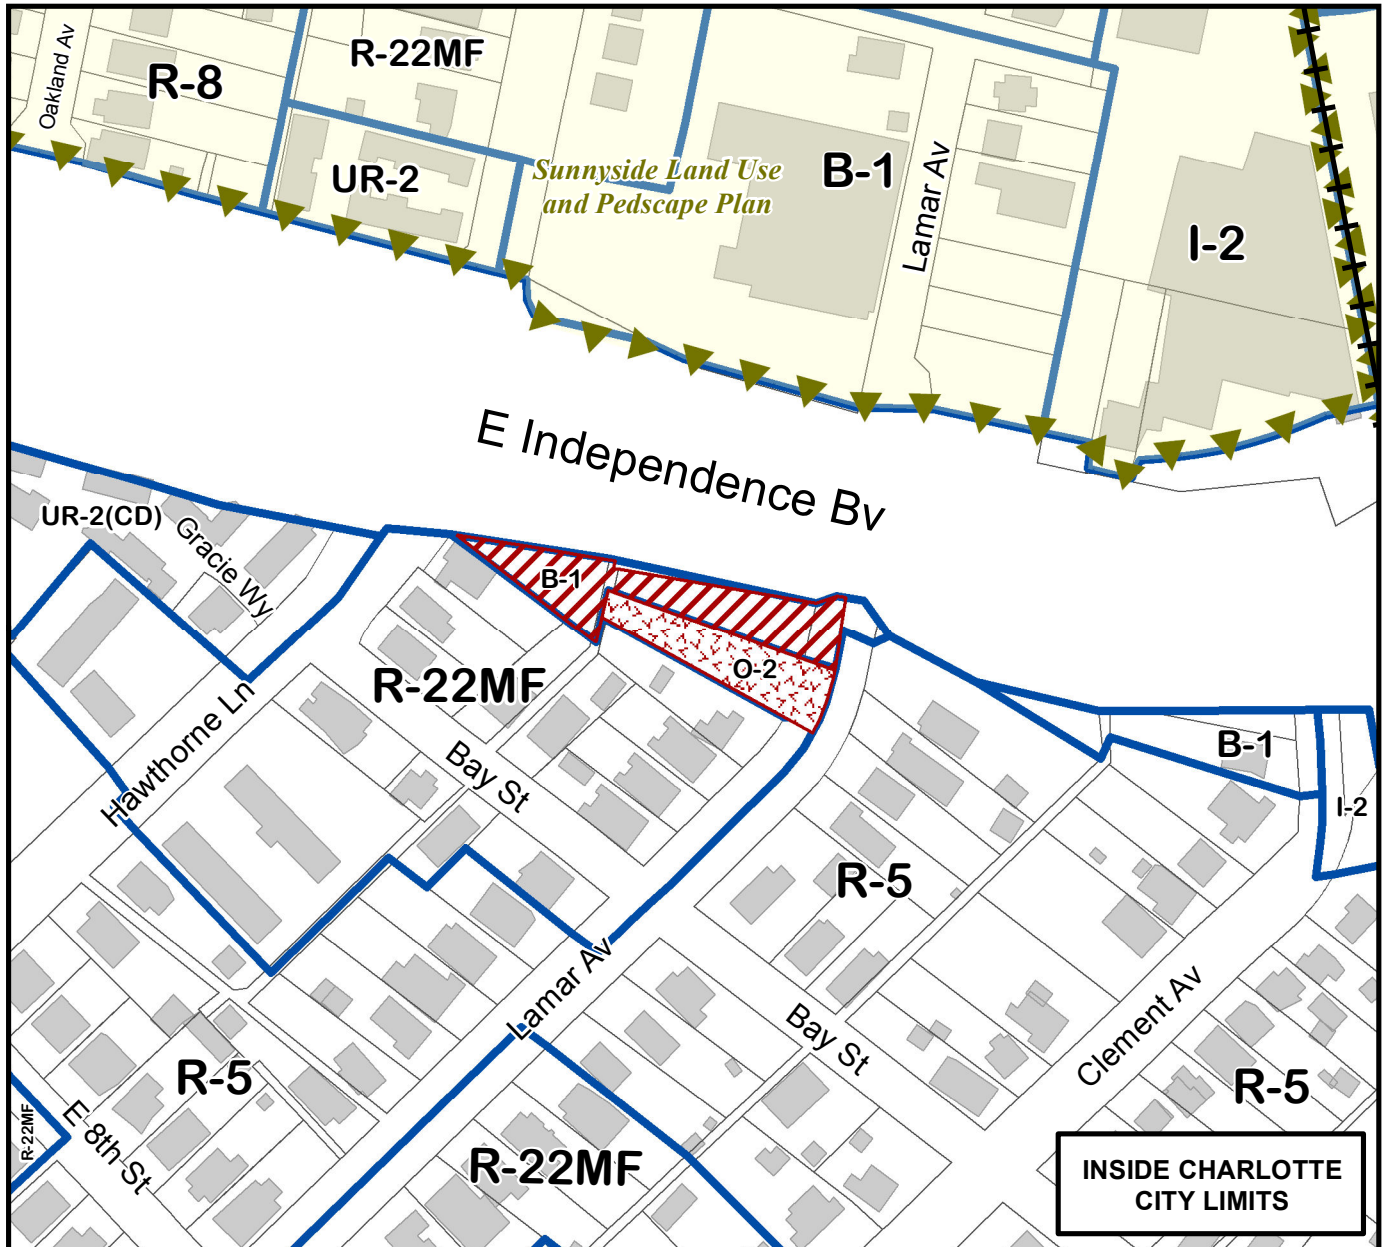 Oakland Av
R-8
R-22MF
UR-2
Sunnyside Land Use
and Pedscape Plan
B-1
Lamar Av
I-2
E Independence Bv
UR-2(CD)
Gracie Wy
B-1
O-2
R-22MF
Hawthorne Ln
Bay St
B-1
I-2
R-5
Lamar Av
Bay St
Clement Av
R-5
R-5
R-22MF
E 8th St
R-22MF
INSIDE CHARLOTTE
CITY LIMITS